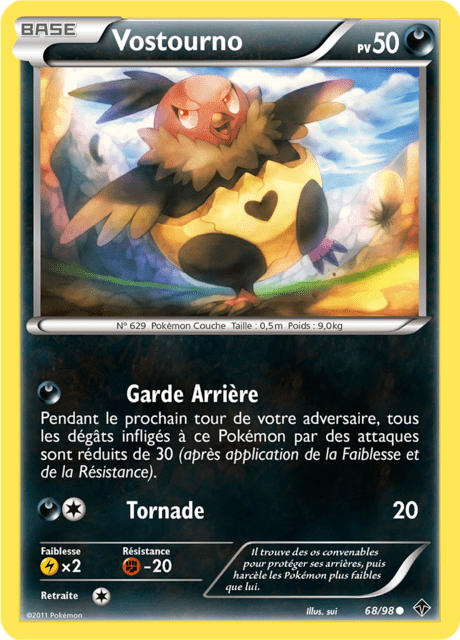 BASE
Vostourno
PV50
N° 629 Pokémon Couche Taille : 0,5m Poids : 9,0kg
Garde Arrière
Pendant le prochain tour de votre adversaire, tous
les dégâts infligés à ce Pokémon par des attaques
sont réduits de 30 (après application de la Faiblesse et
de la Résistance).
Tornade 20
Faiblesse
×2
Résistance
-20
Retraite
Il trouve des os convenables
pour protéger ses arrières, puis
harcèle les Pokémon plus faibles
que lui.
©2011 Pokémon
Illus. sui
68/98